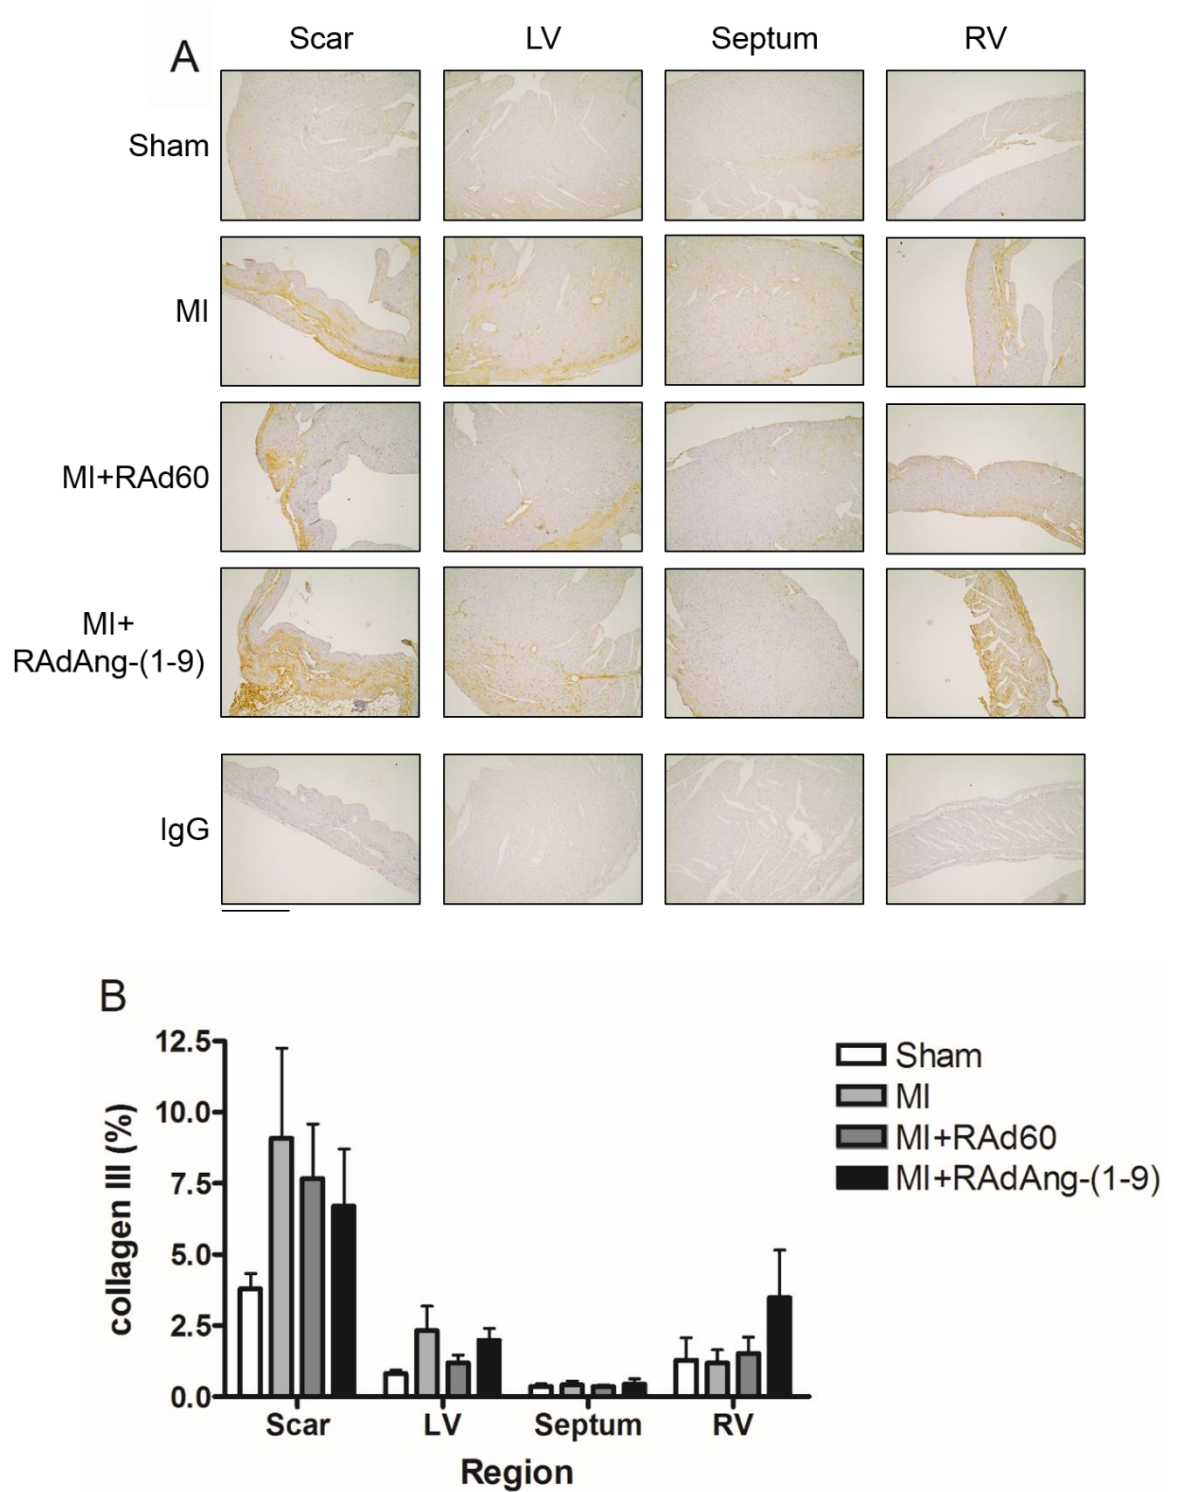 A
Scar LV Septum RV
Sham
MI
MI+RAd60
MI+
RAdAng-(1-9)
IgG
B
collagen III (%)
12.5
10.0
7.5
5.0
2.5
0.0
Scar LV Septum RV
Region
Sham
MI
MI+RAd60
MI+RAdAng-(1-9)